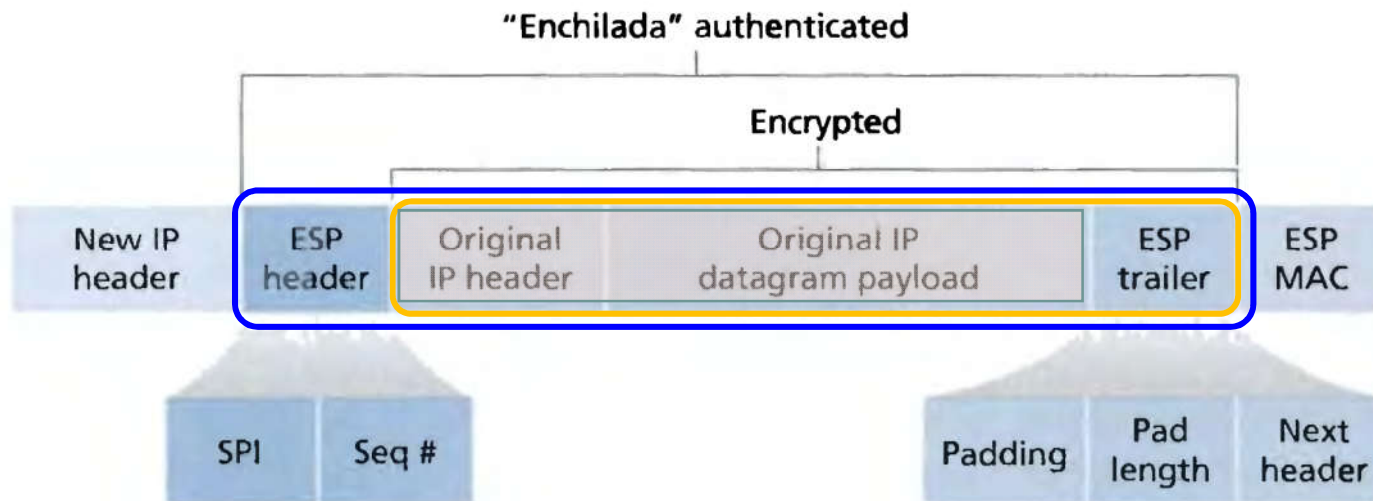 “Enchilada” authenticated
Encrypted
New IP
header
ESP
header
Original
IP header
Original IP
datagram payload
ESP
trailer
ESP
MAC
SPI
Seq #
Padding
Pad
length
Next
header